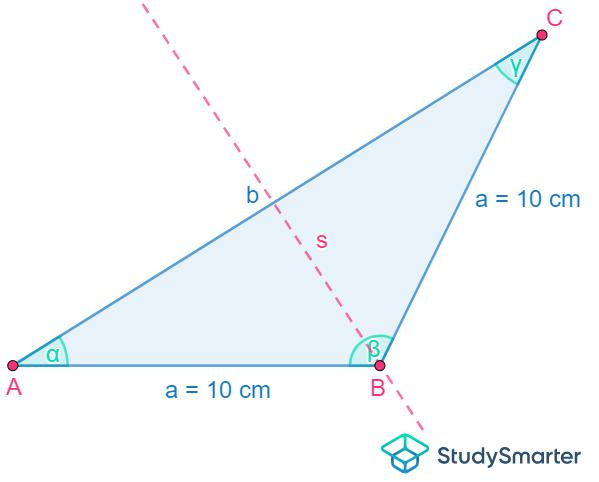 C
γ
b
a = 10 cm
s
α
β
A
a = 10 cm
B
StudySmarter